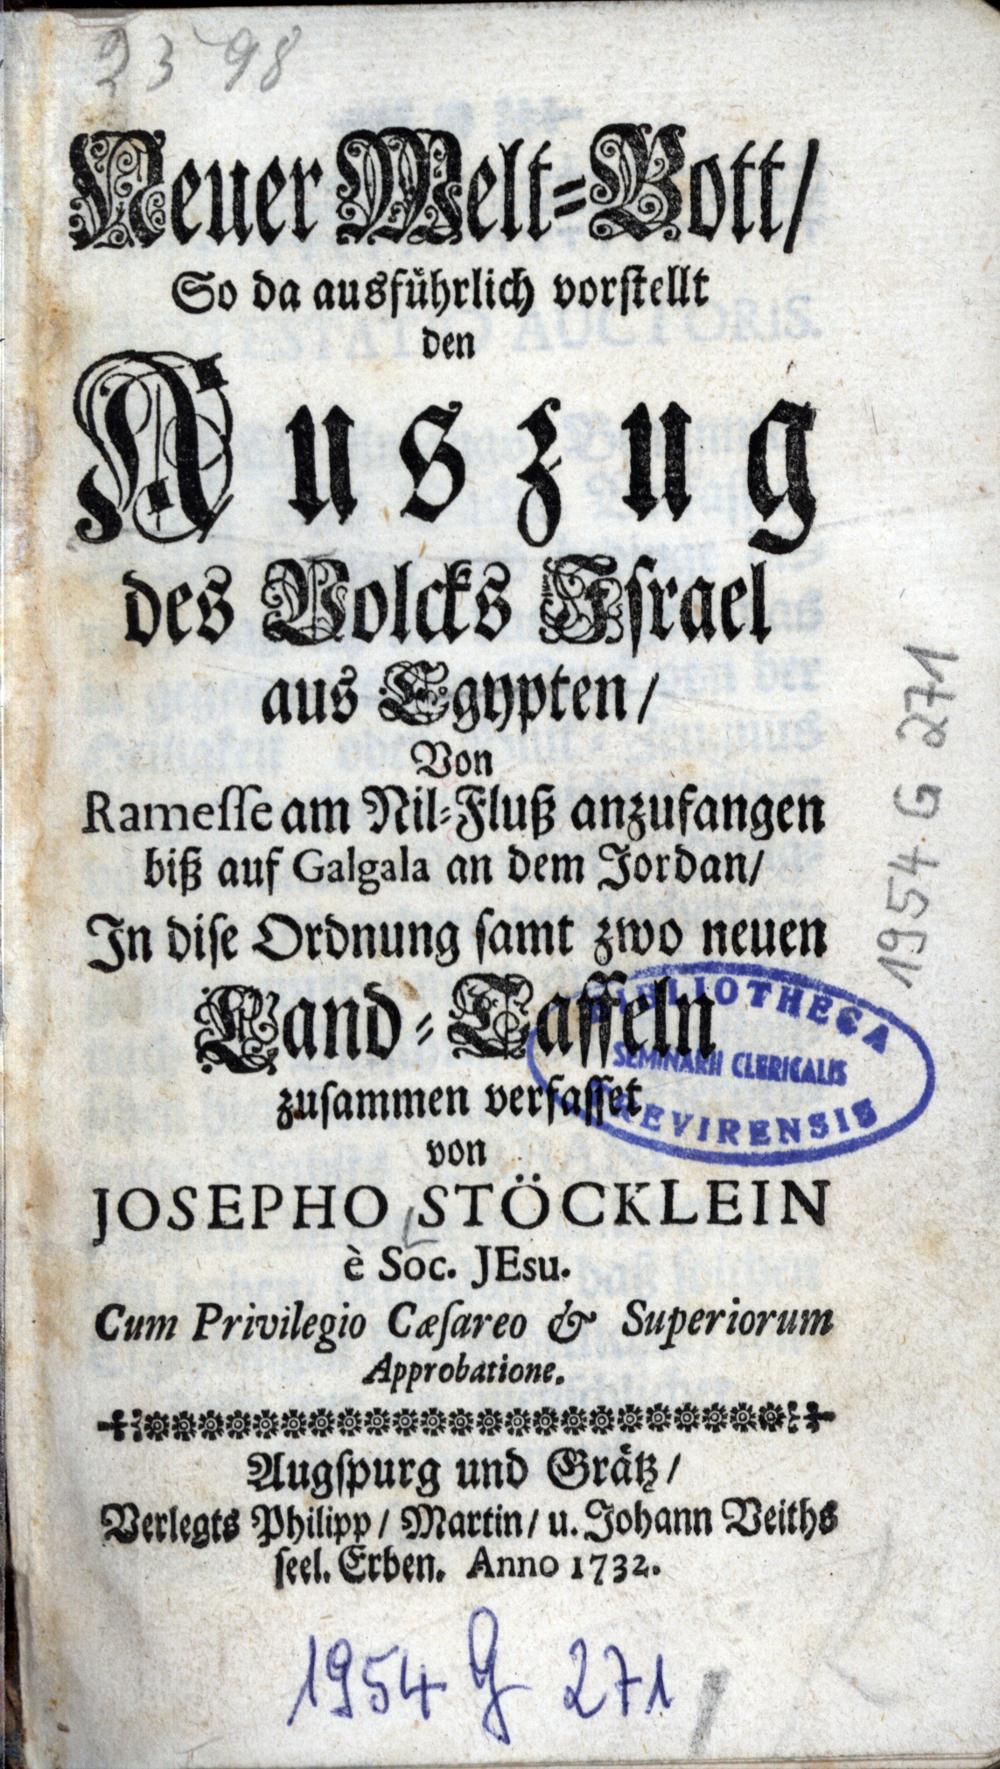 23 98
Neuer Welt=Bott/
So da ausführlich vorstellt
den
Auszug
des Volcks Israel
aus Egypten/
Von
Ramesse am Nil=Fluß anzufangen
biß auf Galgala an dem Jordan/
In dise Ordnung samt zwo neuen
Land=Taffeln
zusammen verfasset
von
JOSEPHO STÖCKLEIN
è Soc. JEsu.
Cum Privilegio Cæsareo & Superiorum
Approbatione.
Augspurg und Grätz/
Verlegts Philipp/ Martin/ u. Johann Veiths
seel. Erben. Anno 1732.
1954 G 271
BIBLIOTHECA
SEMINARII CLERICALIS
TREVIRENSIS
1954 G 271